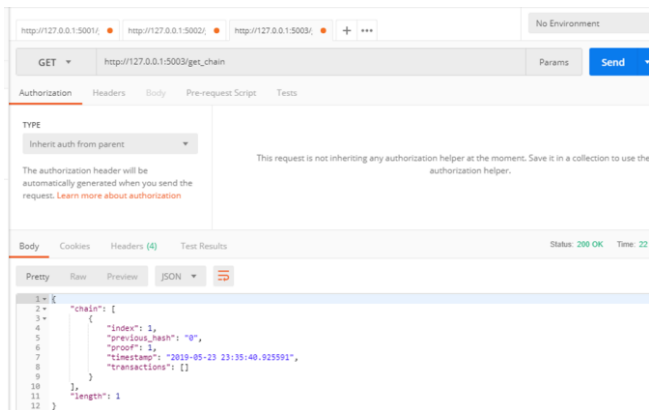 http://127.0.0.1:5001/
http://127.0.0.1:5002/
http://127.0.0.1:5003/
No Environment
GET
http://127.0.0.1:5003/get_chain
Params
Send
Authorization Headers Body Pre-request Script Tests
TYPE
Inherit auth from parent
The authorization header will be
automatically generated when you send the
request. Learn more about authorization
This request is not inheriting any authorization helper at the moment. Save it in a collection to use the
authorization helper.
Body Cookies Headers (4) Test Results
Status: 200 OK Time: 22
Pretty Raw Preview JSON
1 {
2 "chain": [
3 {
4 "index": 1,
5 "previous_hash": "0",
6 "proof": 1,
7 "timestamp": "2019-05-23 23:35:40.925591",
8 "transactions": []
9 }
10 ],
11 "length": 1
12 }